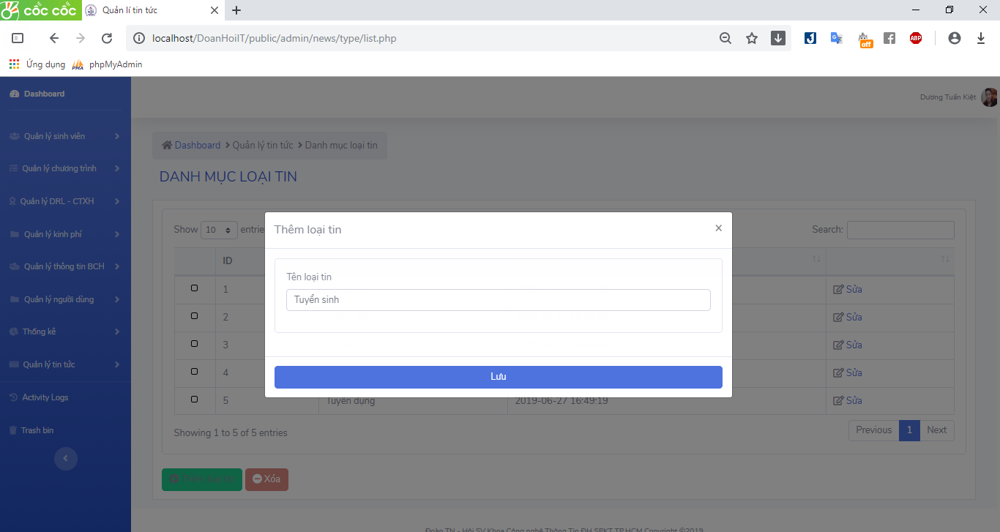 cốc cốc Quản lí tin tức
localhost/DoanHoiIT/public/admin/news/type/list.php
off ABP
Ứng dụng phpMyAdmin
Dashboard
Dương Tuấn Kiệt
Quản lý sinh viên
Quản lý chương trình
Quản lý DRL - CTXH
Quản lý kinh phí
Quản lý thông tin BCH
Quản lý người dùng
Thống kê
Quản lý tin tức
Activity Logs
Trash bin
Dashboard Quản lý tin tức Danh mục loại tin
DANH MỤC LOẠI TIN
Show 10 entrie
Search:
ID
1 Sửa
2 Sửa
3 Sửa
4 Sửa
5 Tuyển dụng 2019-06-27 16:49:19 Sửa
Thêm loại tin ×
Tên loại tin
Tuyển sinh
Lưu
Showing 1 to 5 of 5 entries
Previous 1 Next
Xóa
Đoàn TN - Hội SV Khoa Công nghệ Thông Tin ĐH SPKT TP.HCM Copyright ©2019